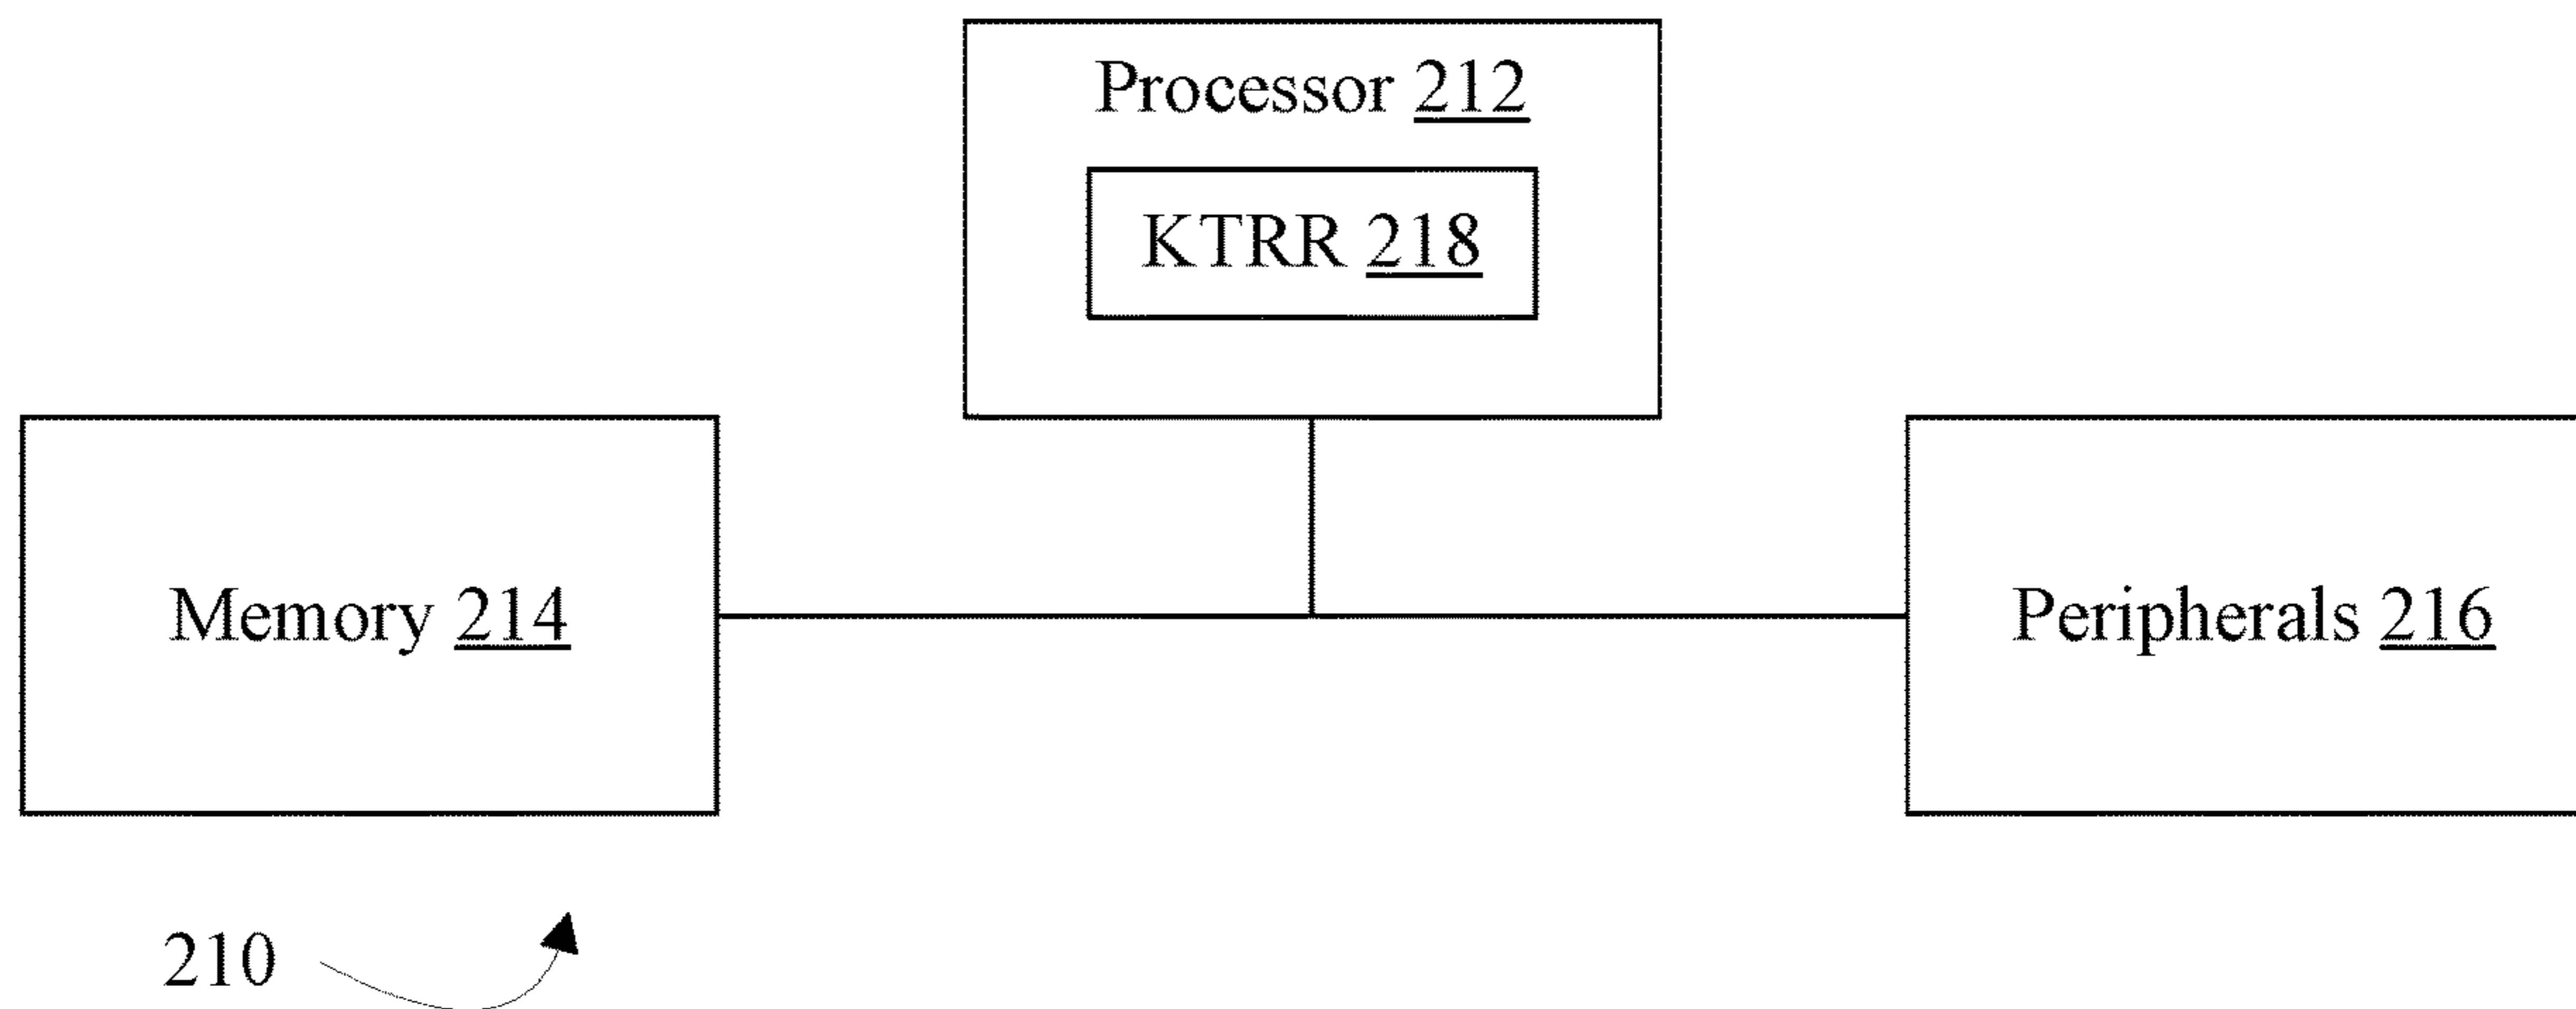 Processor 212
KTRR 218
Memory 214
Peripherals 216
210